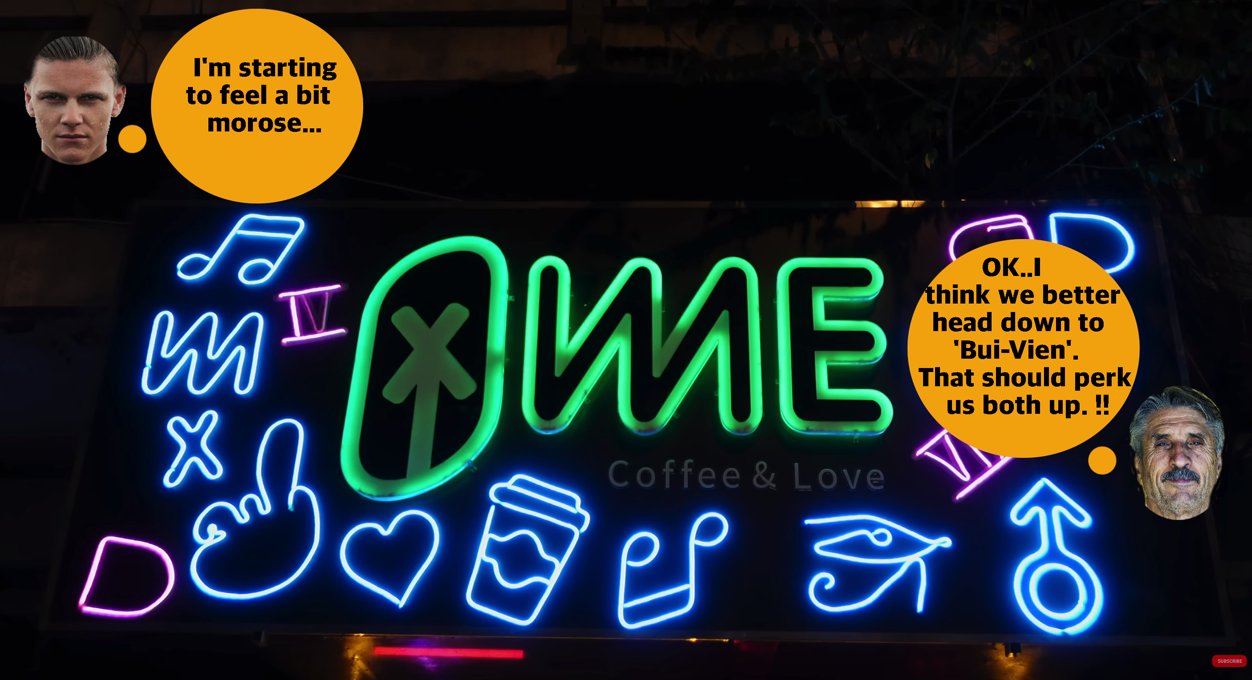 I'm starting
to feel a bit
morose...
OK..I
think we better
head down to
'Bui-Vien'.
That should perk
us both up. !!
IV
OME
Coffee & Love
M
X
VI
D
D
SUBSCRIBE